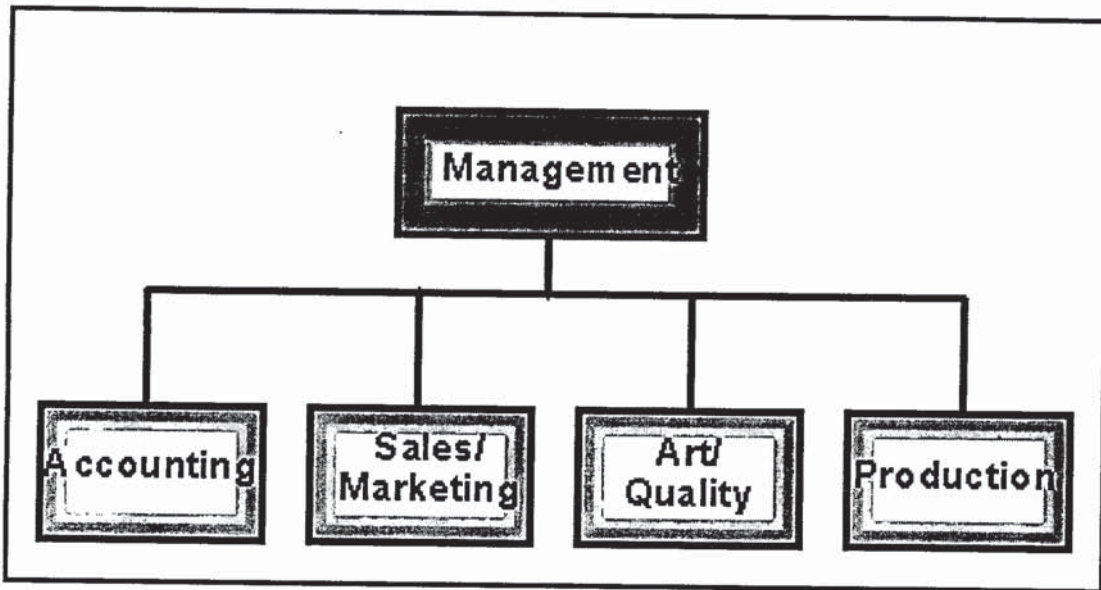 Management
Accounting
Sales/
Marketing
Art/
Quality
Production